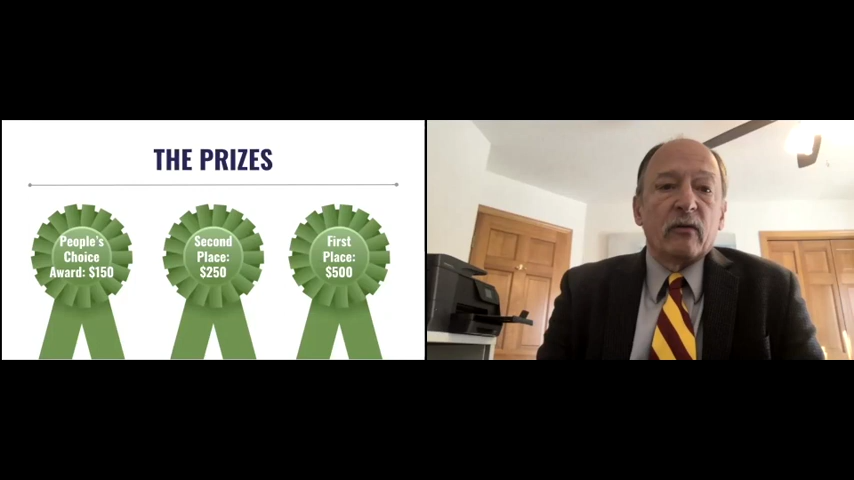 THE PRIZES
People's
Choice
Award: $150
Second
Place:
$250
First
Place:
$500